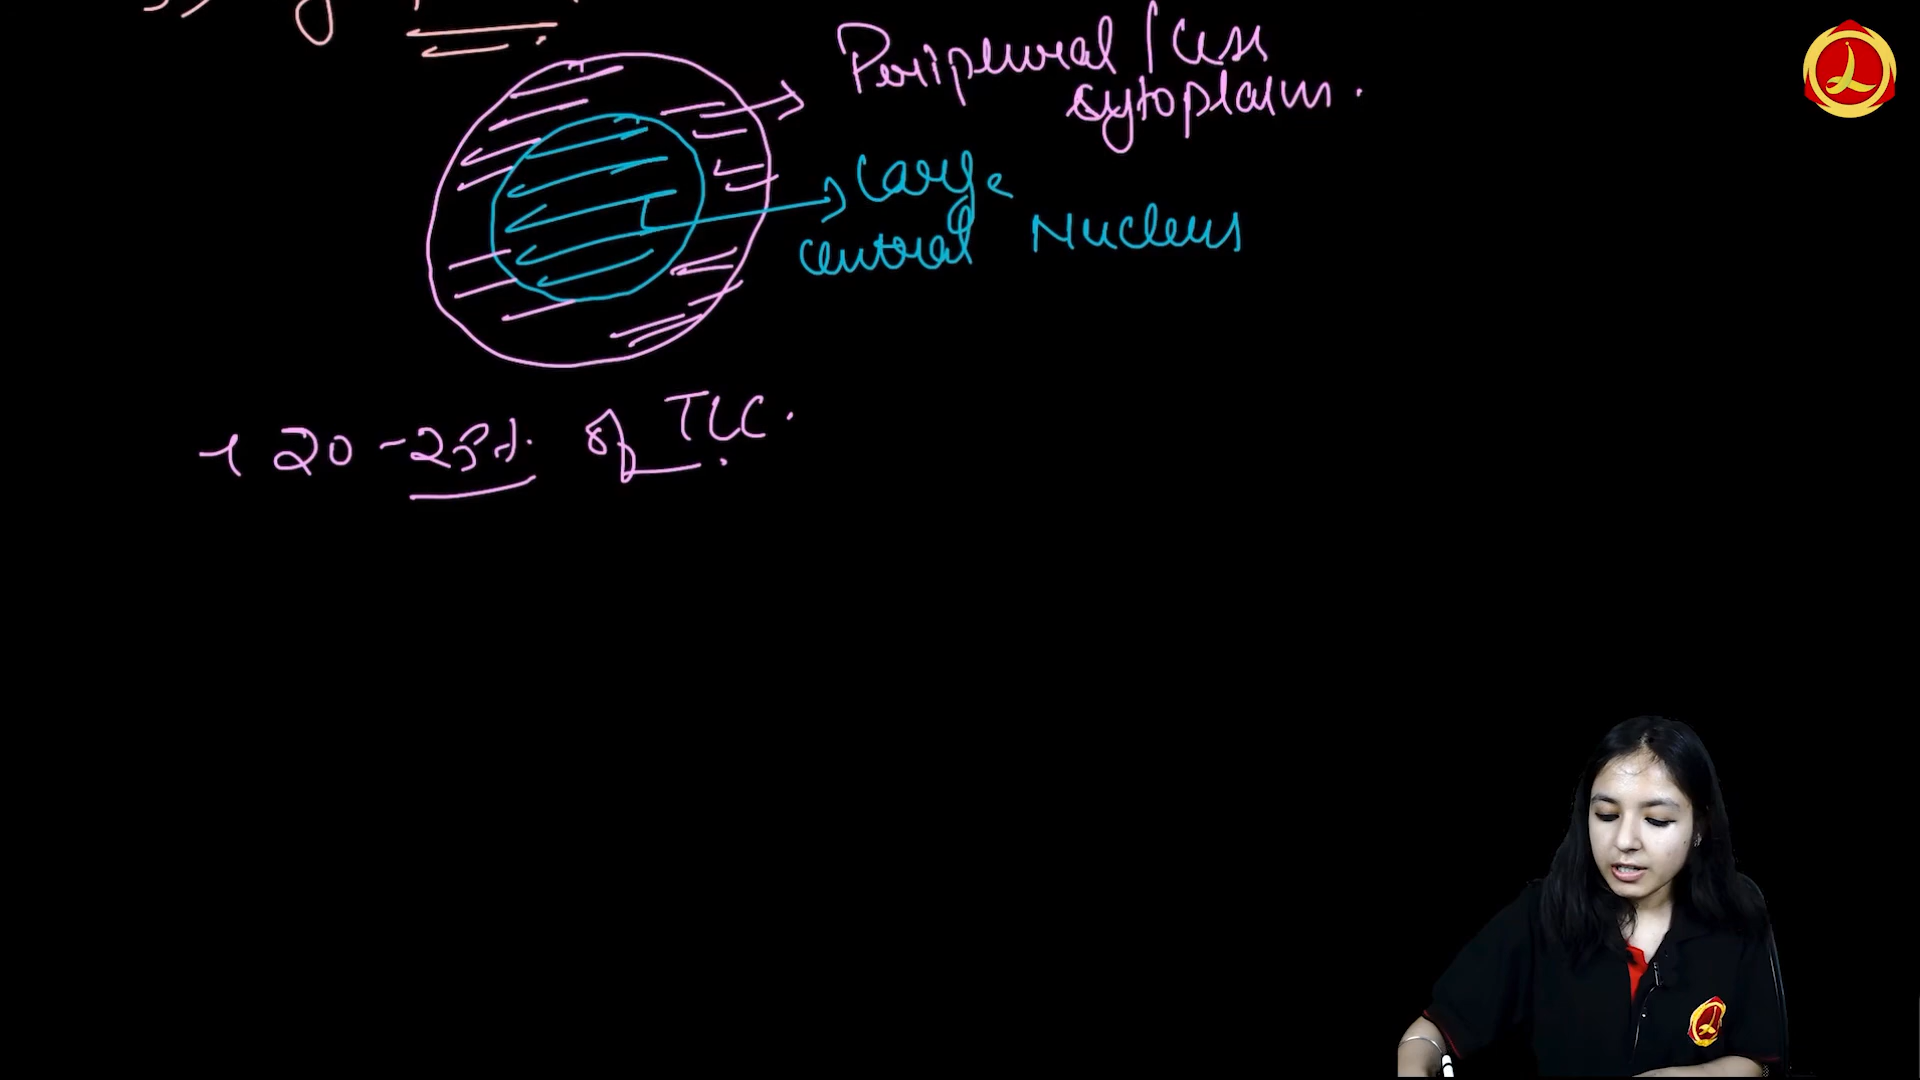 Peripheral / less
cytoplasm.
Large
central Nucleus
20 - 25% of TLC.